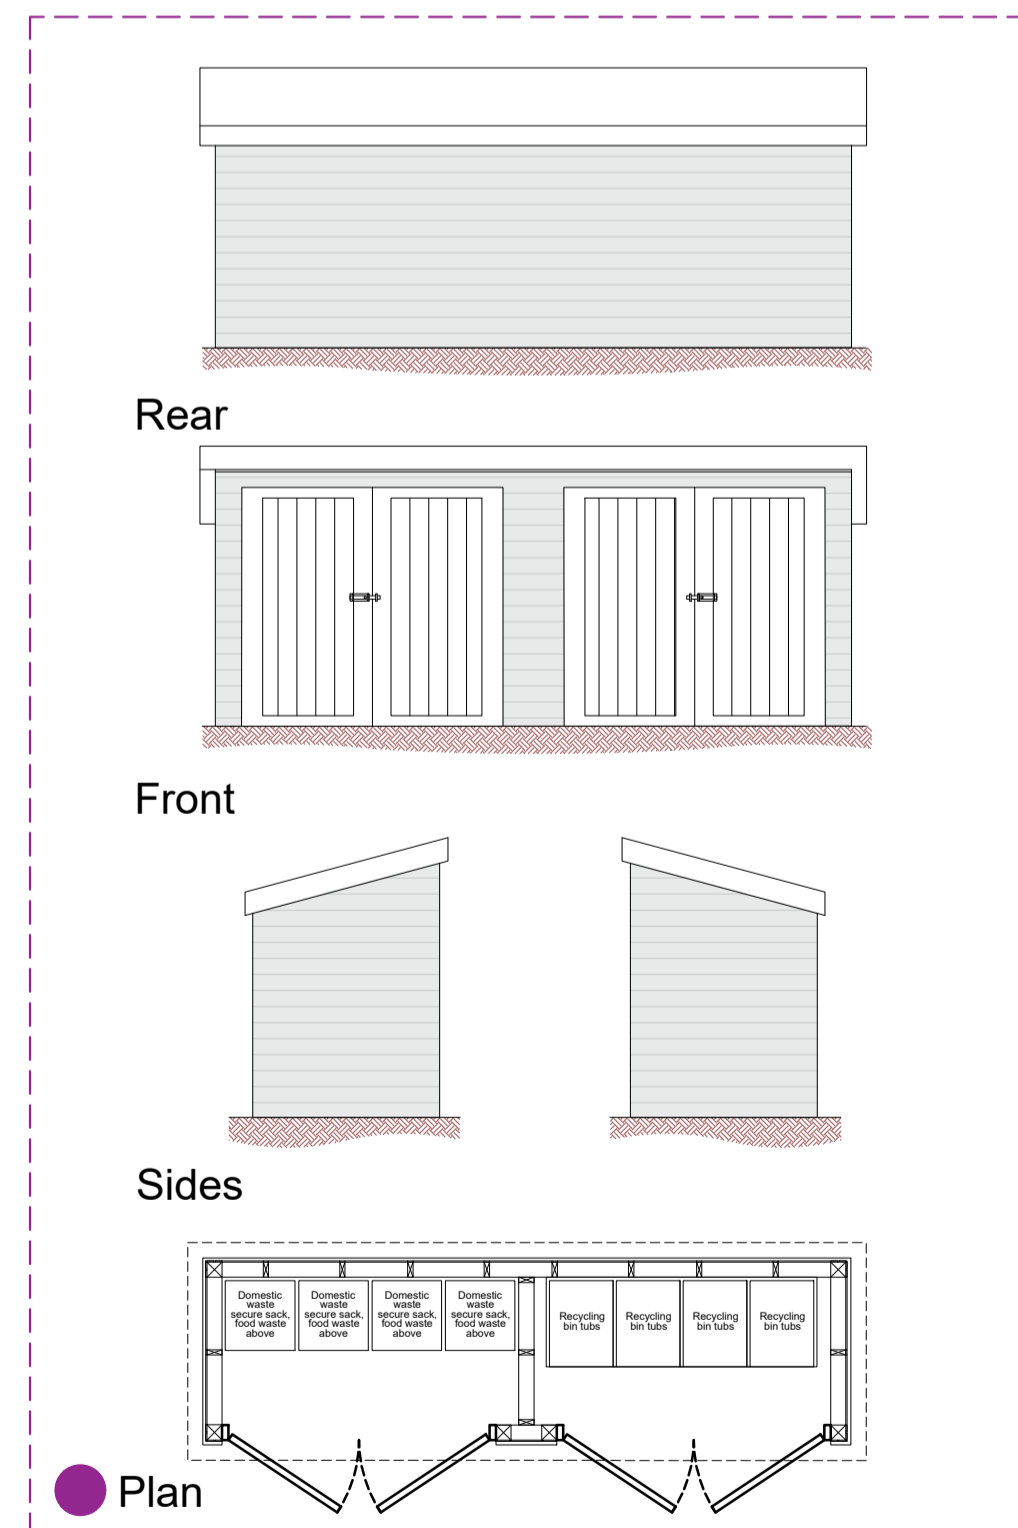 Rear
Front
Sides
Domestic
waste
secure sack,
food waste
above
Domestic
waste
secure sack,
food waste
above
Domestic
waste
secure sack,
food waste
above
Domestic
waste
secure sack,
food waste
above
Recycling
bin tubs
Recycling
bin tubs
Recycling
bin tubs
Recycling
bin tubs
Plan